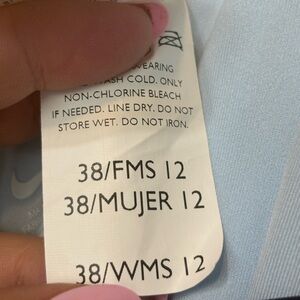 WEARING
WASH COLD. ONLY
NON-CHLORINE BLEACH
IF NEEDED. LINE DRY. DO NOT
STORE WET. DO NOT IRON.
38/FMS 12
38/MUJER 12
38/WMS 12